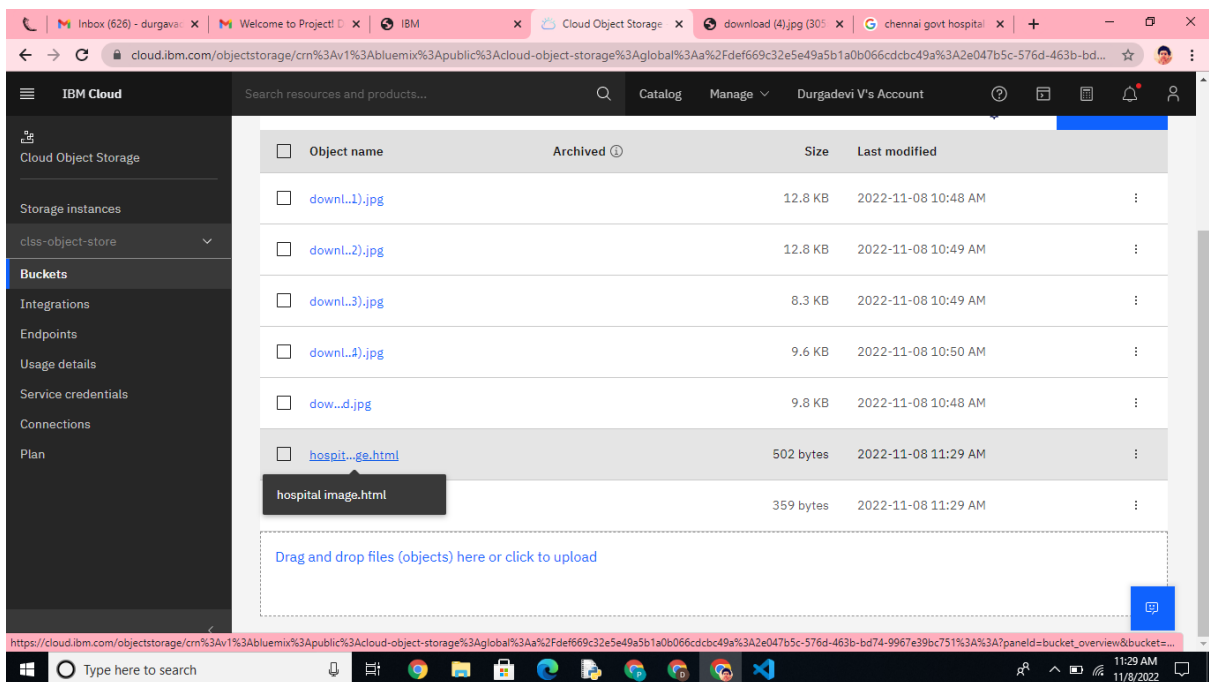 Inbox (626) - durgavac
Welcome to Project! D
IBM
Cloud Object Storage
download (4).jpg (305
chennai govt hospital
cloud.ibm.com/objectstorage/crn%3Av1%3Abluemix%3Apublic%3Acloud-object-storage%3Aglobal%3Aa%2Fdef669c32e5e49a5b1a0b066cdcbc49a%3A2e047b5c-576d-463b-bd...
IBM Cloud
Search resources and products...
Catalog
Manage
Durgadevi V's Account
Cloud Object Storage
Storage instances
clss-object-store
Buckets
Integrations
Endpoints
Usage details
Service credentials
Connections
Plan
Object name Archived Size Last modified
downl..1).jpg 12.8 KB 2022-11-08 10:48 AM
downl..2).jpg 12.8 KB 2022-11-08 10:49 AM
downl..3).jpg 8.3 KB 2022-11-08 10:49 AM
downl..4).jpg 9.6 KB 2022-11-08 10:50 AM
dow...d.jpg 9.8 KB 2022-11-08 10:48 AM
hospit...ge.html 502 bytes 2022-11-08 11:29 AM
hospital image.html
359 bytes 2022-11-08 11:29 AM
Drag and drop files (objects) here or click to upload
https://cloud.ibm.com/objectstorage/crn%3Av1%3Abluemix%3Apublic%3Acloud-object-storage%3Aglobal%3Aa%2Fdef669c32e5e49a5b1a0b066cdcbc49a%3A2e047b5c-576d-463b-bd74-9967e39bc751%3A%3A?paneId=bucket_overview&bucket=...
Type here to search
11:29 AM
11/8/2022